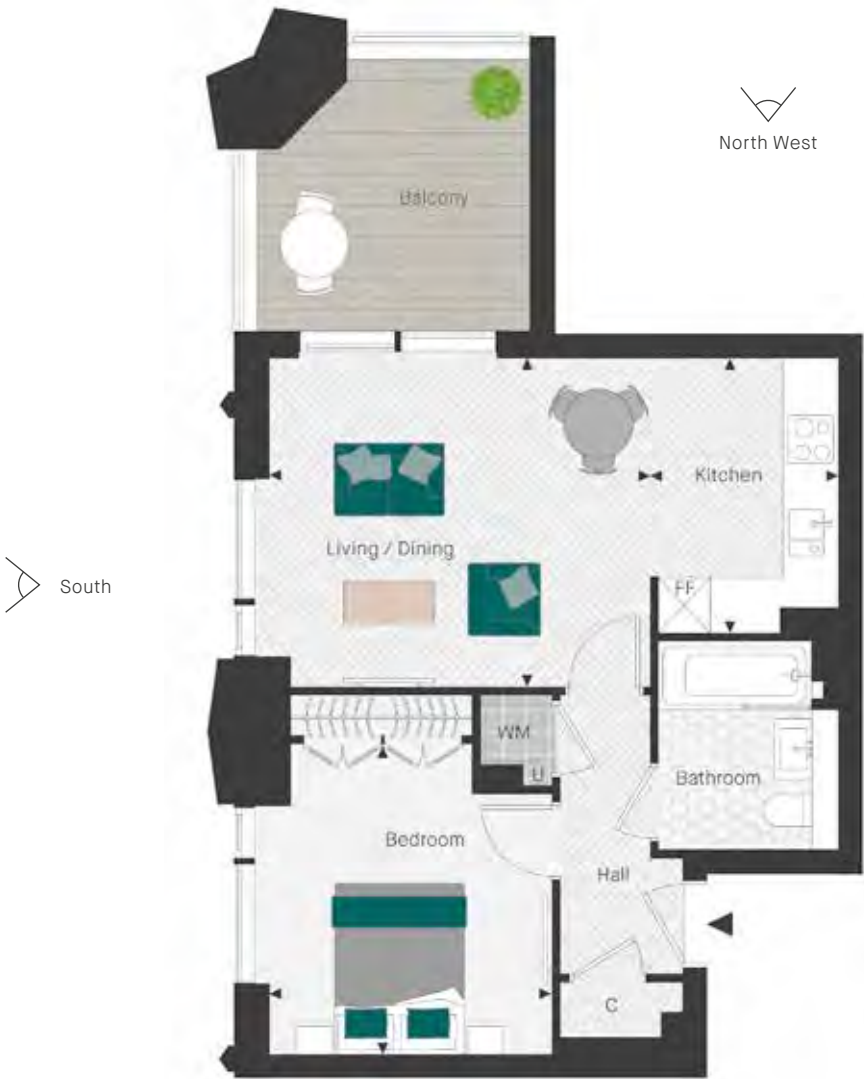 North West
Balcony
Kitchen
Living / Dining
South
FF
WM
U
Bathroom
Bedroom
Hall
C